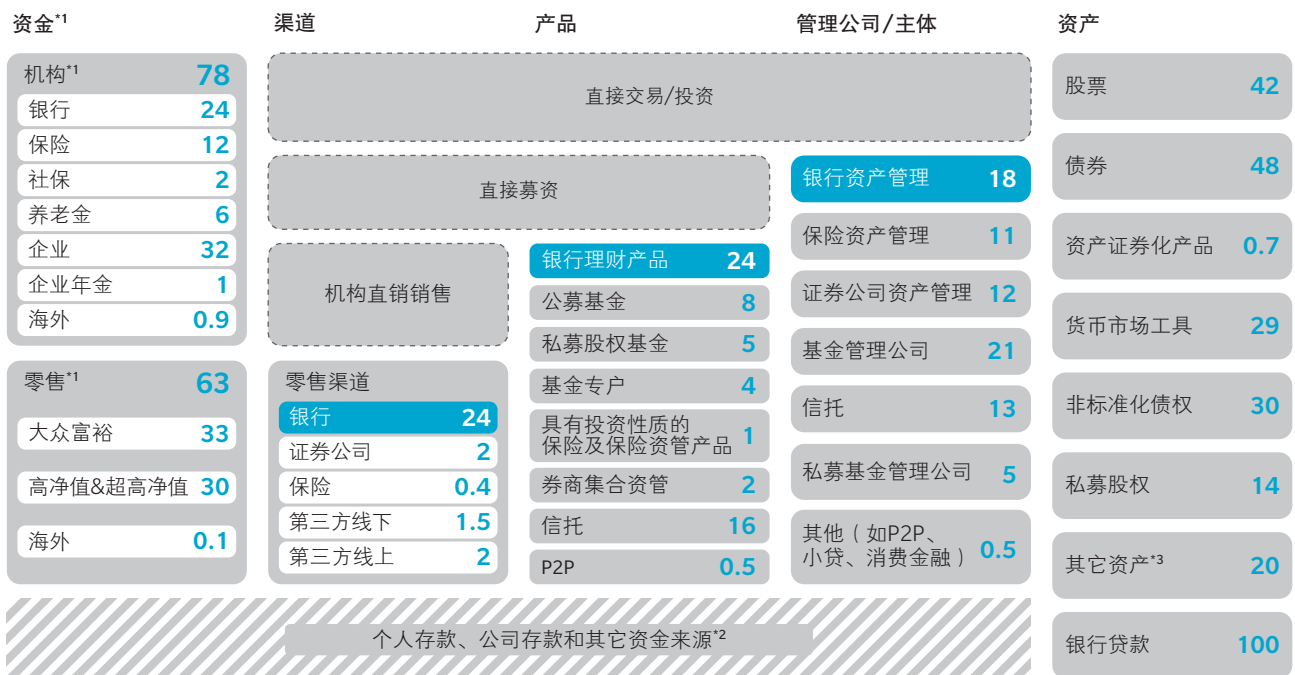 资金*1
渠道
产品
管理公司/主体
资产
机构*1 78
银行 24
保险 12
社保 2
养老金 6
企业 32
企业年金 1
海外 0.9
零售*1 63
大众富裕 33
高净值&超高净值 30
海外 0.1
直接交易/投资
直接募资
机构直销销售
零售渠道
银行 24
证券公司 2
保险 0.4
第三方线下 1.5
第三方线上 2
银行理财产品 24
公募基金 8
私募股权基金 5
基金专户 4
具有投资性质的
保险及保险资管产品 1
券商集合资管 2
信托 16
P2P 0.5
银行资产管理 18
保险资产管理 11
证券公司资产管理 12
基金管理公司 21
信托 13
私募基金管理公司 5
其他（如P2P、
小贷、消费金融） 0.5
股票 42
债券 48
资产证券化产品 0.7
货币市场工具 29
非标准化债权 30
私募股权 14
其它资产*3 20
银行贷款 100
个人存款、公司存款和其它资金来源*2